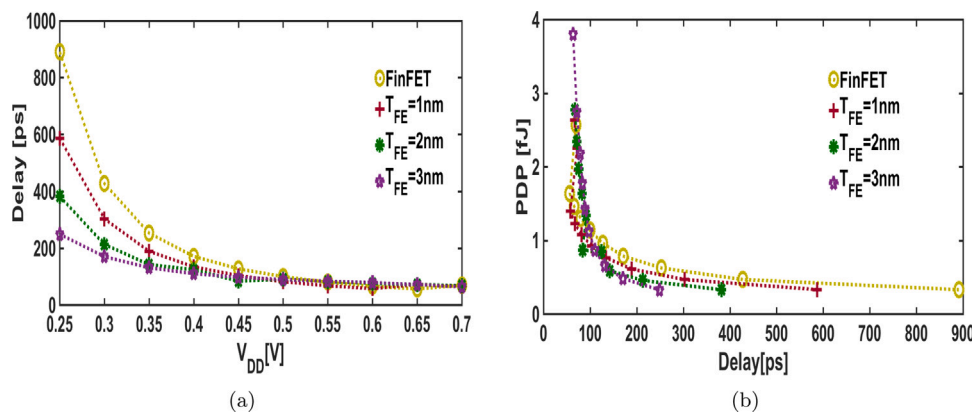 1000
800
600
400
200
0
Delay [ps]
0.25 0.3 0.35 0.4 0.45 0.5 0.55 0.6 0.65 0.7
V_DD[V]
FinFET
T_FE=1nm
T_FE=2nm
T_FE=3nm
(a)
4
3
2
1
0
PDP [fJ]
0 100 200 300 400 500 600 700 800 900
Delay[ps]
FinFET
T_FE=1nm
T_FE=2nm
T_FE=3nm
(b)